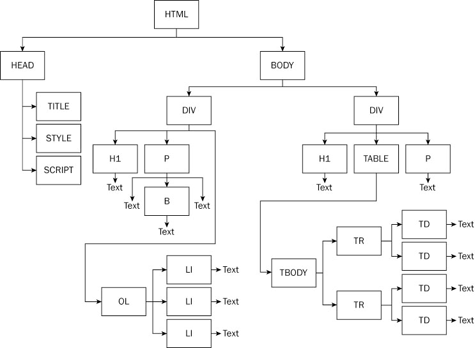 HTML
HEAD
BODY
TITLE
STYLE
SCRIPT
DIV
DIV
H1
P
H1
TABLE
P
Text
Text
B
Text
Text
Text
Text
OL
LI
Text
LI
Text
LI
Text
TBODY
TR
TD
Text
TD
Text
TR
TD
Text
TD
Text